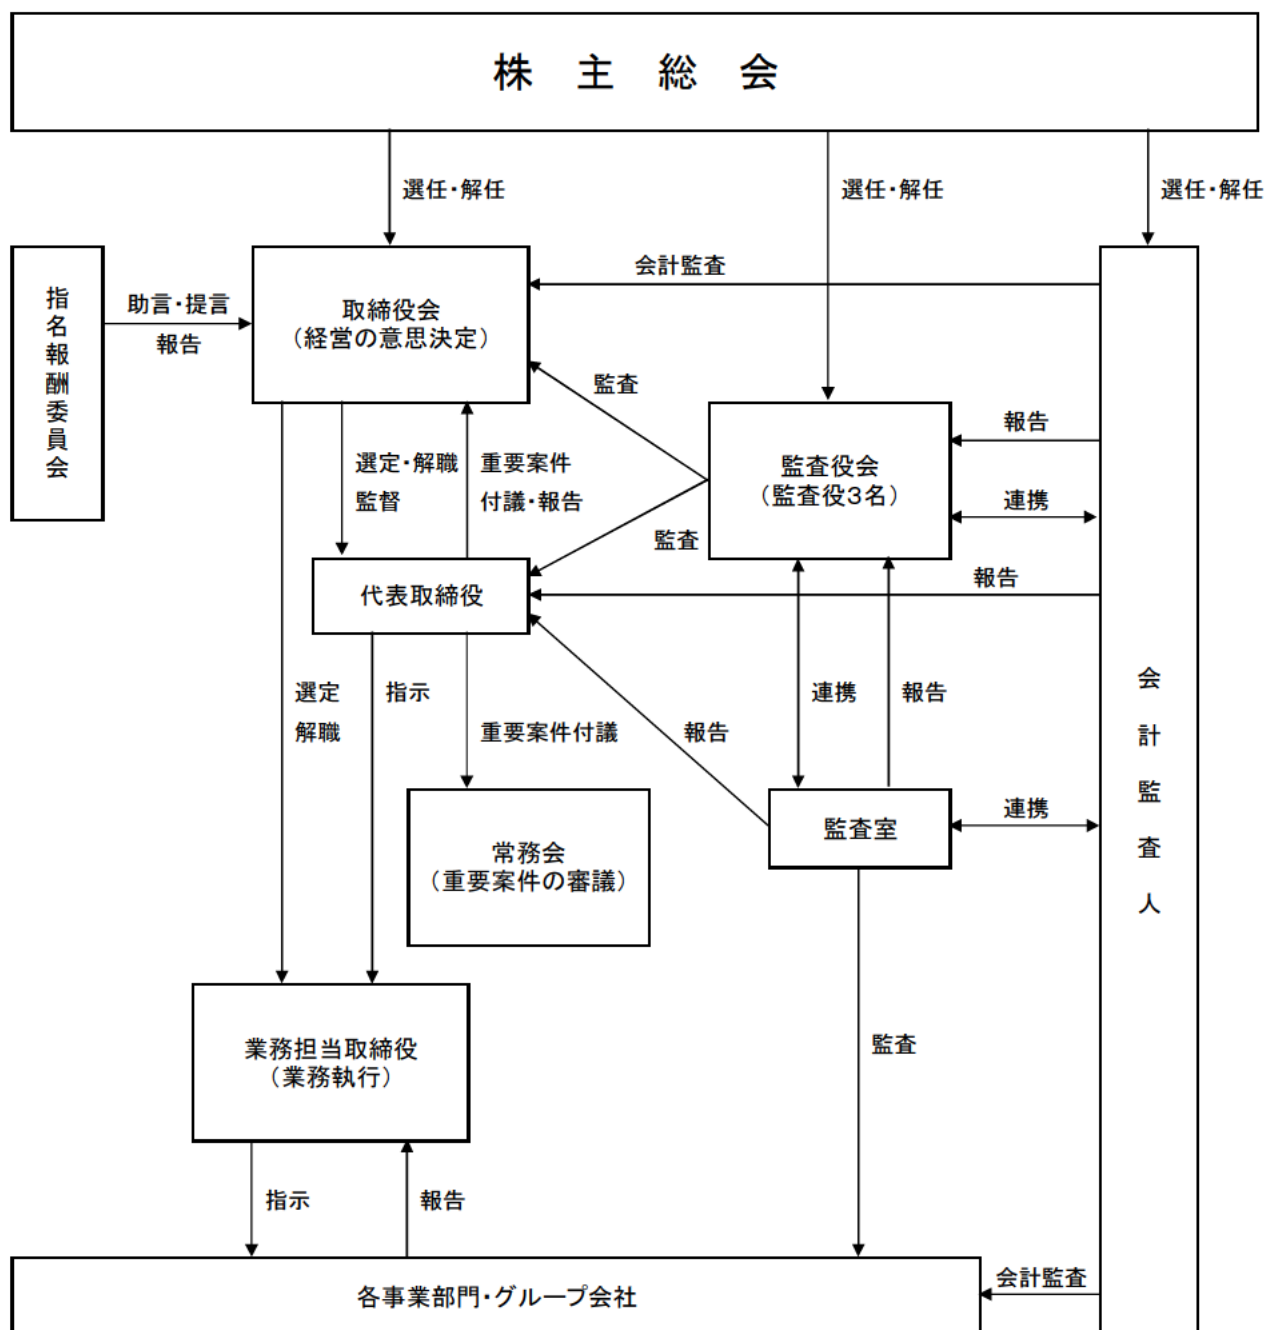 株主総会
選任・解任
選任・解任
選任・解任
指名報酬委員会
助言・提言
報告
取締役会
（経営の意思決定）
会計監査
監査
監査役会
（監査役3名）
報告
連携
選定・解職
監督
重要案件
付議・報告
監査
報告
代表取締役
選定
解職
指示
重要案件付議
報告
連携
報告
会計監査人
常務会
（重要案件の審議）
監査室
連携
業務担当取締役
（業務執行）
監査
指示
報告
各事業部門・グループ会社
会計監査